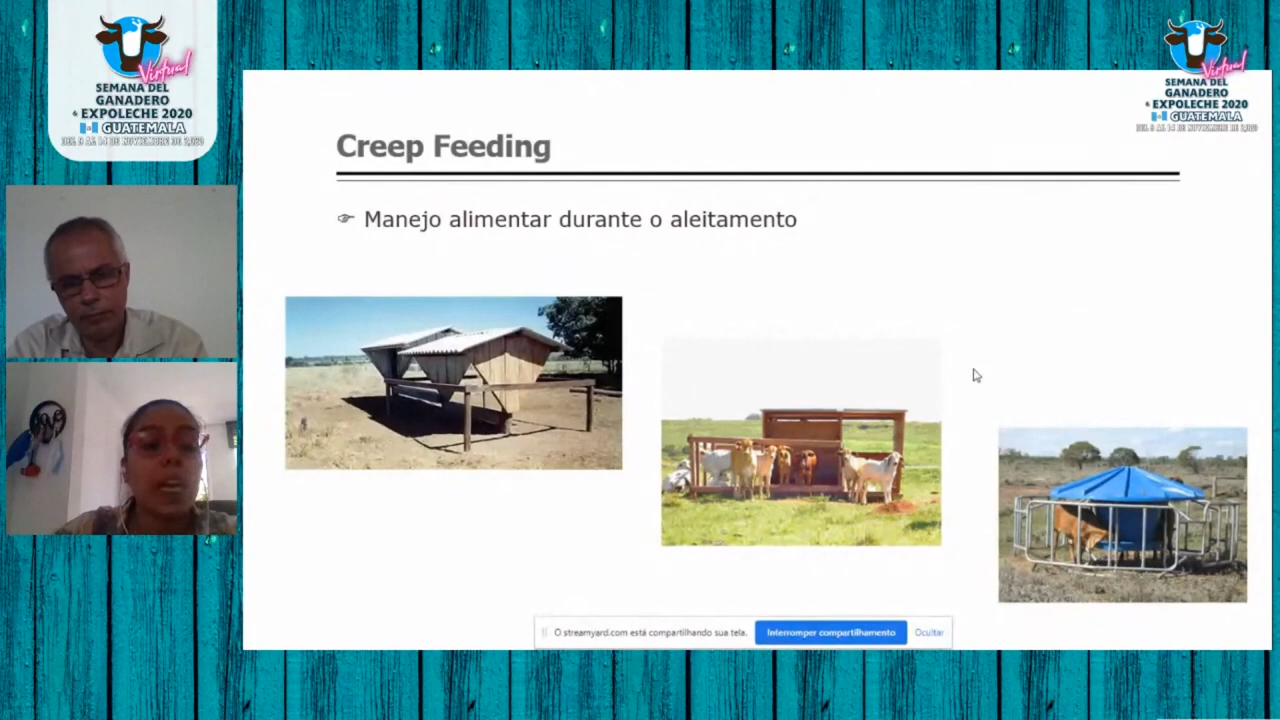 Virtual
SEMANA DEL
GANADERO
& EXPOLECHE 2020
GUATEMALA
DEL 9 AL 14 DE NOVIEMBRE DE 2,020
Virtual
SEMANA DEL
GANADERO
& EXPOLECHE 2020
GUATEMALA
DEL 9 AL 14 DE NOVIEMBRE DE 2,020
Creep Feeding
☞ Manejo alimentar durante o aleitamento
O streamyard.com está compartilhando sua tela. Interromper compartilhamento Ocultar